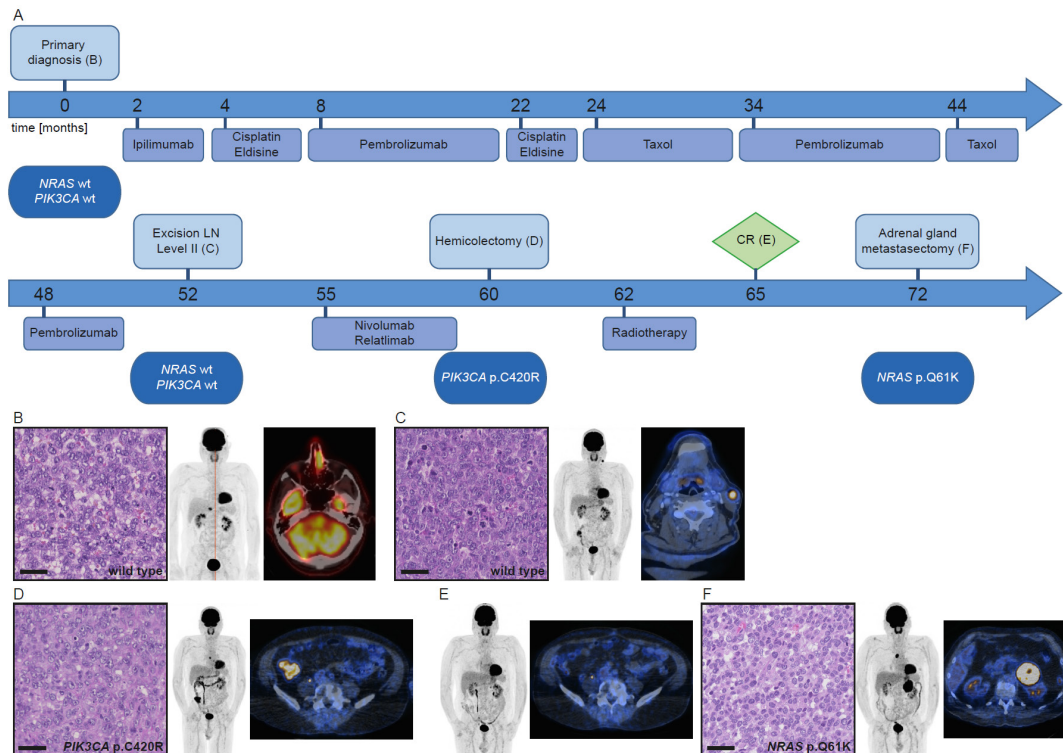 A
Primary
diagnosis (B)
0
2
4
8
22
24
34
44
time [months]
Ipilimumab
Cisplatin
Eldisine
Pembrolizumab
Cisplatin
Eldisine
Taxol
Pembrolizumab
Taxol
NRAS wt
PIK3CA wt
Excision LN
Level II (C)
Hemicolectomy (D)
CR (E)
Adrenal gland
metastasectomy (F)
48
52
55
60
62
65
72
Pembrolizumab
Nivolumab
Relatlimab
Radiotherapy
NRAS wt
PIK3CA wt
PIK3CA p.C420R
NRAS p.Q61K
B
wild type
C
wild type
D
PIK3CA p.C420R
E
F
NRAS p.Q61K